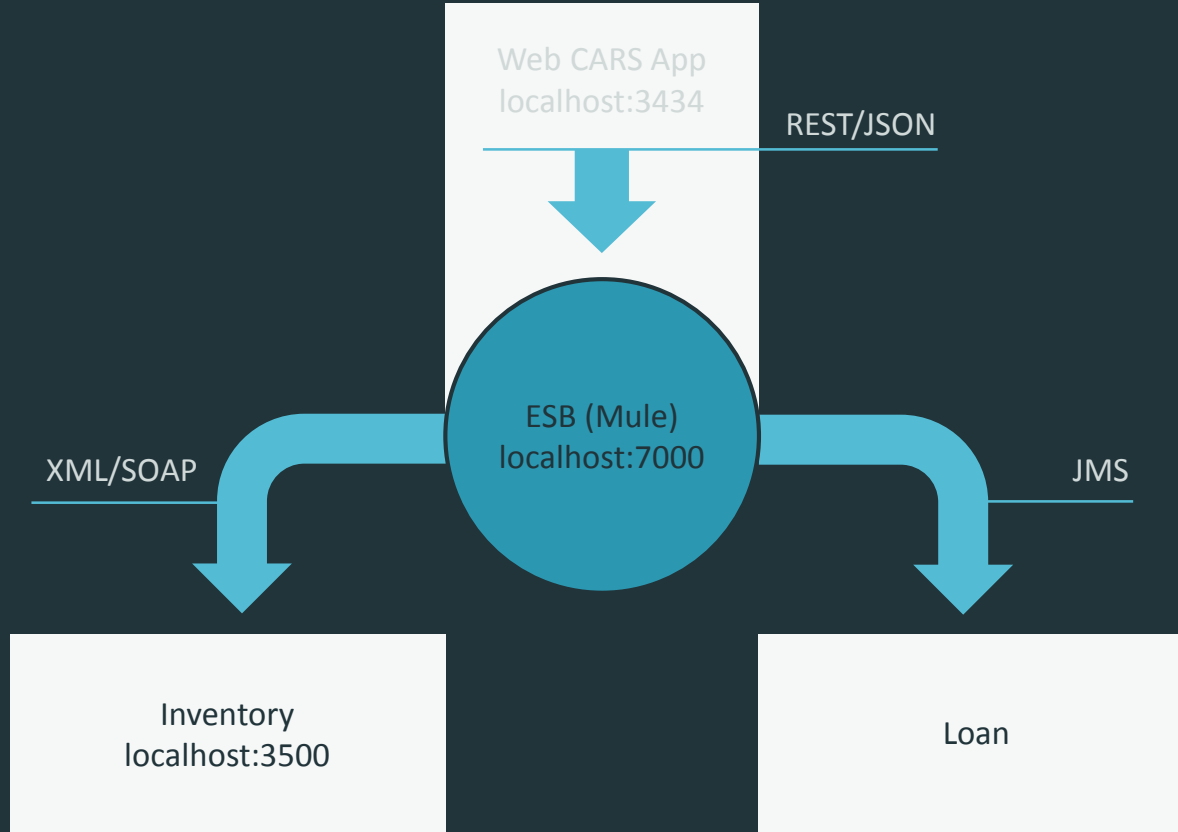 Web CARS App
localhost:3434
REST/JSON
ESB (Mule)
localhost:7000
XML/SOAP
JMS
Inventory
localhost:3500
Loan